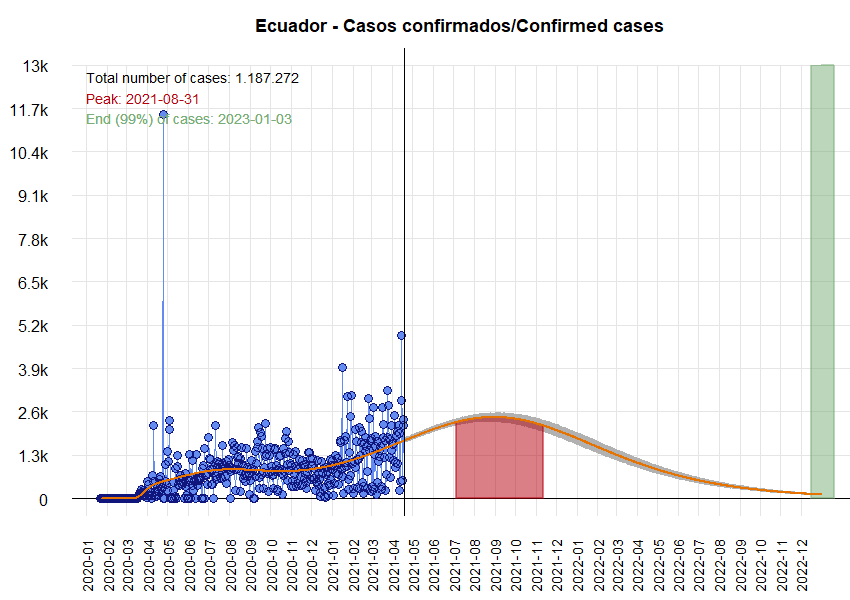 Ecuador - Casos confirmados/Confirmed cases
Total number of cases: 1.187.272
Peak: 2021-08-31
End (99%) of cases: 2023-01-03
13k
11.7k
10.4k
9.1k
7.8k
6.5k
5.2k
3.9k
2.6k
1.3k
0
2020-01
2020-02
2020-03
2020-04
2020-05
2020-06
2020-07
2020-08
2020-09
2020-10
2020-11
2020-12
2021-01
2021-02
2021-03
2021-04
2021-05
2021-06
2021-07
2021-08
2021-09
2021-10
2021-11
2021-12
2022-01
2022-02
2022-03
2022-04
2022-05
2022-06
2022-07
2022-08
2022-09
2022-10
2022-11
2022-12